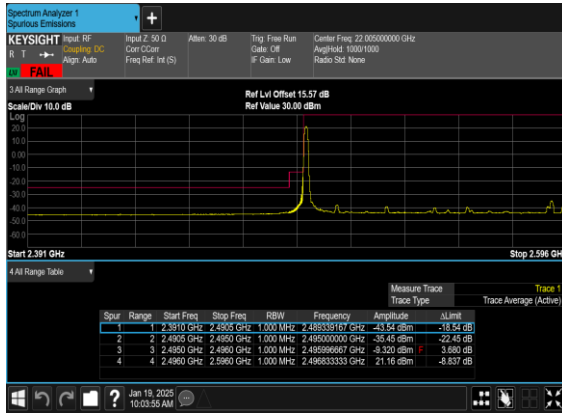 Spectrum Analyzer 1
Spurious Emissions
KEYSIGHT Input: RF Input Z: 50 Ω Atten: 30 dB Trig: Free Run Center Freq: 22.005000000 GHz
R T Coupling: DC Corr CCorr Gate: Off Avg|Hold: 1000/1000
Align: Auto Freq Ref: Int (S) IF Gain: Low Radio Std: None
FAIL
3 All Range Graph
Ref Lvl Offset 15.57 dB
Scale/Div 10.0 dB Ref Value 30.00 dBm
Log
20.0
10.0
0.00
-10.0
-20.0
-30.0
-40.0
-50.0
-60.0
Start 2.391 GHz Stop 2.596 GHz
4 All Range Table
Measure Trace Trace 1
Trace Type Trace Average (Active)
Spur Range Start Freq Stop Freq RBW Frequency Amplitude ΔLimit
1 1 2.3910 GHz 2.4905 GHz 1.000 MHz 2.489339167 GHz -43.54 dBm -18.54 dB
2 2 2.4905 GHz 2.4950 GHz 1.000 MHz 2.495000000 GHz -35.45 dBm -22.45 dB
3 3 2.4950 GHz 2.4960 GHz 1.000 MHz 2.495996667 GHz -9.320 dBm F 3.680 dB
4 4 2.4960 GHz 2.5960 GHz 1.000 MHz 2.496833333 GHz 21.16 dBm -8.837 dB
Jan 19, 2025
10:03:55 AM